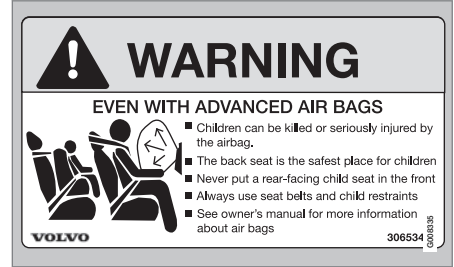 WARNING
EVEN WITH ADVANCED AIR BAGS
■ Children can be killed or seriously injured by
the airbag.
■ The back seat is the safest place for children
■ Never put a rear-facing child seat in the front
■ Always use seat belts and child restraints
■ See owner's manual for more information
about air bags
VOLVO
306534
G008335